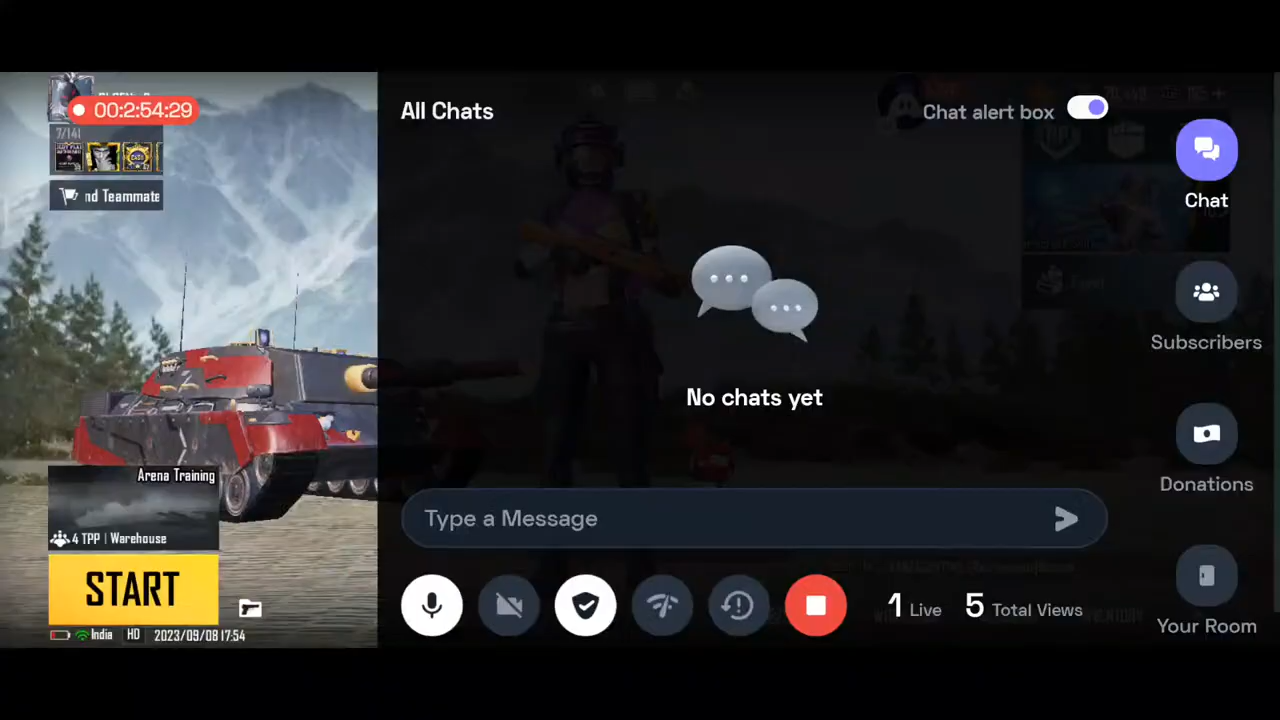 00:2:54:29
7/141
nd Teammate
All Chats
Chat alert box
Chat
Subscribers
No chats yet
Donations
Arena Training
4 TPP | Warehouse
Type a Message
START
1 Live
5 Total Views
Your Room
India HD 2023/09/08 17:54